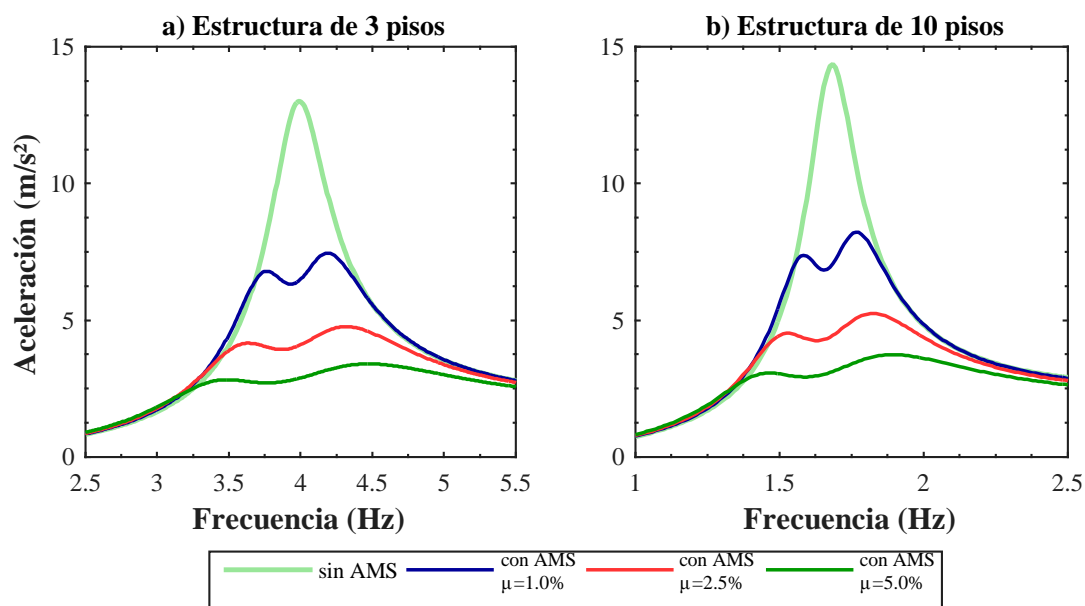 a) Estructura de 3 pisos
b) Estructura de 10 pisos
Aceleración (m/s²)
15
10
5
0
2.5 3 3.5 4 4.5 5 5.5
Frecuencia (Hz)
15
10
5
0
1 1.5 2 2.5
Frecuencia (Hz)
sin AMS
con AMS
μ=1.0%
con AMS
μ=2.5%
con AMS
μ=5.0%